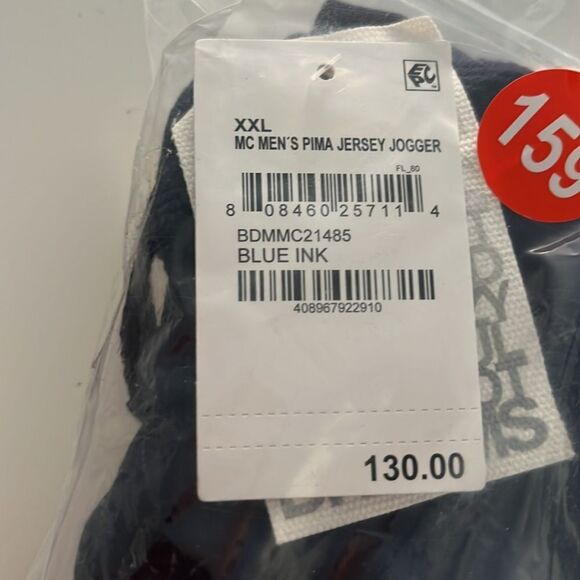 XXL
MC MEN'S PIMA JERSEY JOGGER
FL_80
8 08460 25711 4
BDMMC21485
BLUE INK
408967922910
130.00
159